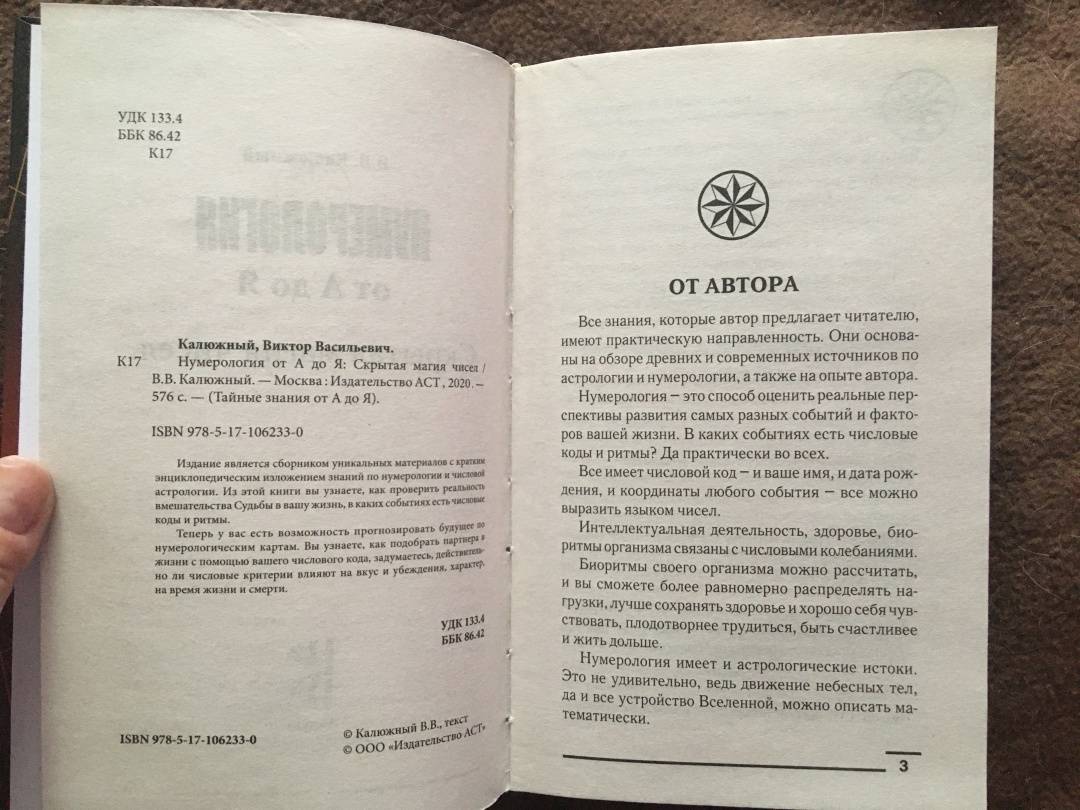 УДК 133.4
ББК 86.42
К17
Калюжный, Виктор Васильевич.
К17 Нумерология от А до Я: Скрытая магия чисел /
В.В. Калюжный. — Москва : Издательство АСТ, 2020. —
576 с. — (Тайные знания от А до Я).
ISBN 978-5-17-106233-0
Издание является сборником уникальных материалов с кратким
энциклопедическим изложением знаний по нумерологии и числовой
астрологии. Из этой книги вы узнаете, как проверить реальность
вмешательства Судьбы в вашу жизнь, в каких событиях есть числовые
коды и ритмы.
Теперь у вас есть возможность прогнозировать будущее по
нумерологическим картам. Вы узнаете, как подобрать партнера в
жизни с помощью вашего числового кода, задумаетесь, действитель-
но ли числовые критерии влияют на вкус и убеждения, характер,
на время жизни и смерти.
УДК 133.4
ББК 86.42
ISBN 978-5-17-106233-0
© Калюжный В.В., текст
© ООО «Издательство АСТ»
ОТ АВТОРА
Все знания, которые автор предлагает читателю,
имеют практическую направленность. Они основа-
ны на обзоре древних и современных источников по
астрологии и нумерологии, а также на опыте автора.
Нумерология — это способ оценить реальные пер-
спективы развития самых разных событий и факто-
ров вашей жизни. В каких событиях есть числовые
коды и ритмы? Да практически во всех.
Все имеет числовой код — и ваше имя, и дата рож-
дения, и координаты любого события — все можно
выразить языком чисел.
Интеллектуальная деятельность, здоровье, био-
ритмы организма связаны с числовыми колебаниями.
Биоритмы своего организма можно рассчитать,
и вы сможете более равномерно распределять на-
грузки, лучше сохранять здоровье и хорошо себя чув-
ствовать, плодотворнее трудиться, быть счастливее
и жить дольше.
Нумерология имеет и астрологические истоки.
Это не удивительно, ведь движение небесных тел,
да и все устройство Вселенной, можно описать ма-
тематически.
3